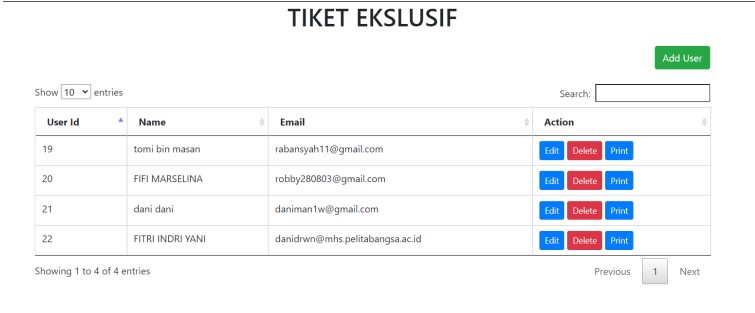 TIKET EKSLUSIF
Add User
Show 10 entries Search:
User Id Name Email Action
19 tomi bin masan rabansyah11@gmail.com Edit Delete Print
20 FIFI MARSELINA robby280803@gmail.com Edit Delete Print
21 dani dani daniman1w@gmail.com Edit Delete Print
22 FITRI INDRI YANI danidrwn@mhs.pelitabangsa.ac.id Edit Delete Print
Showing 1 to 4 of 4 entries Previous 1 Next